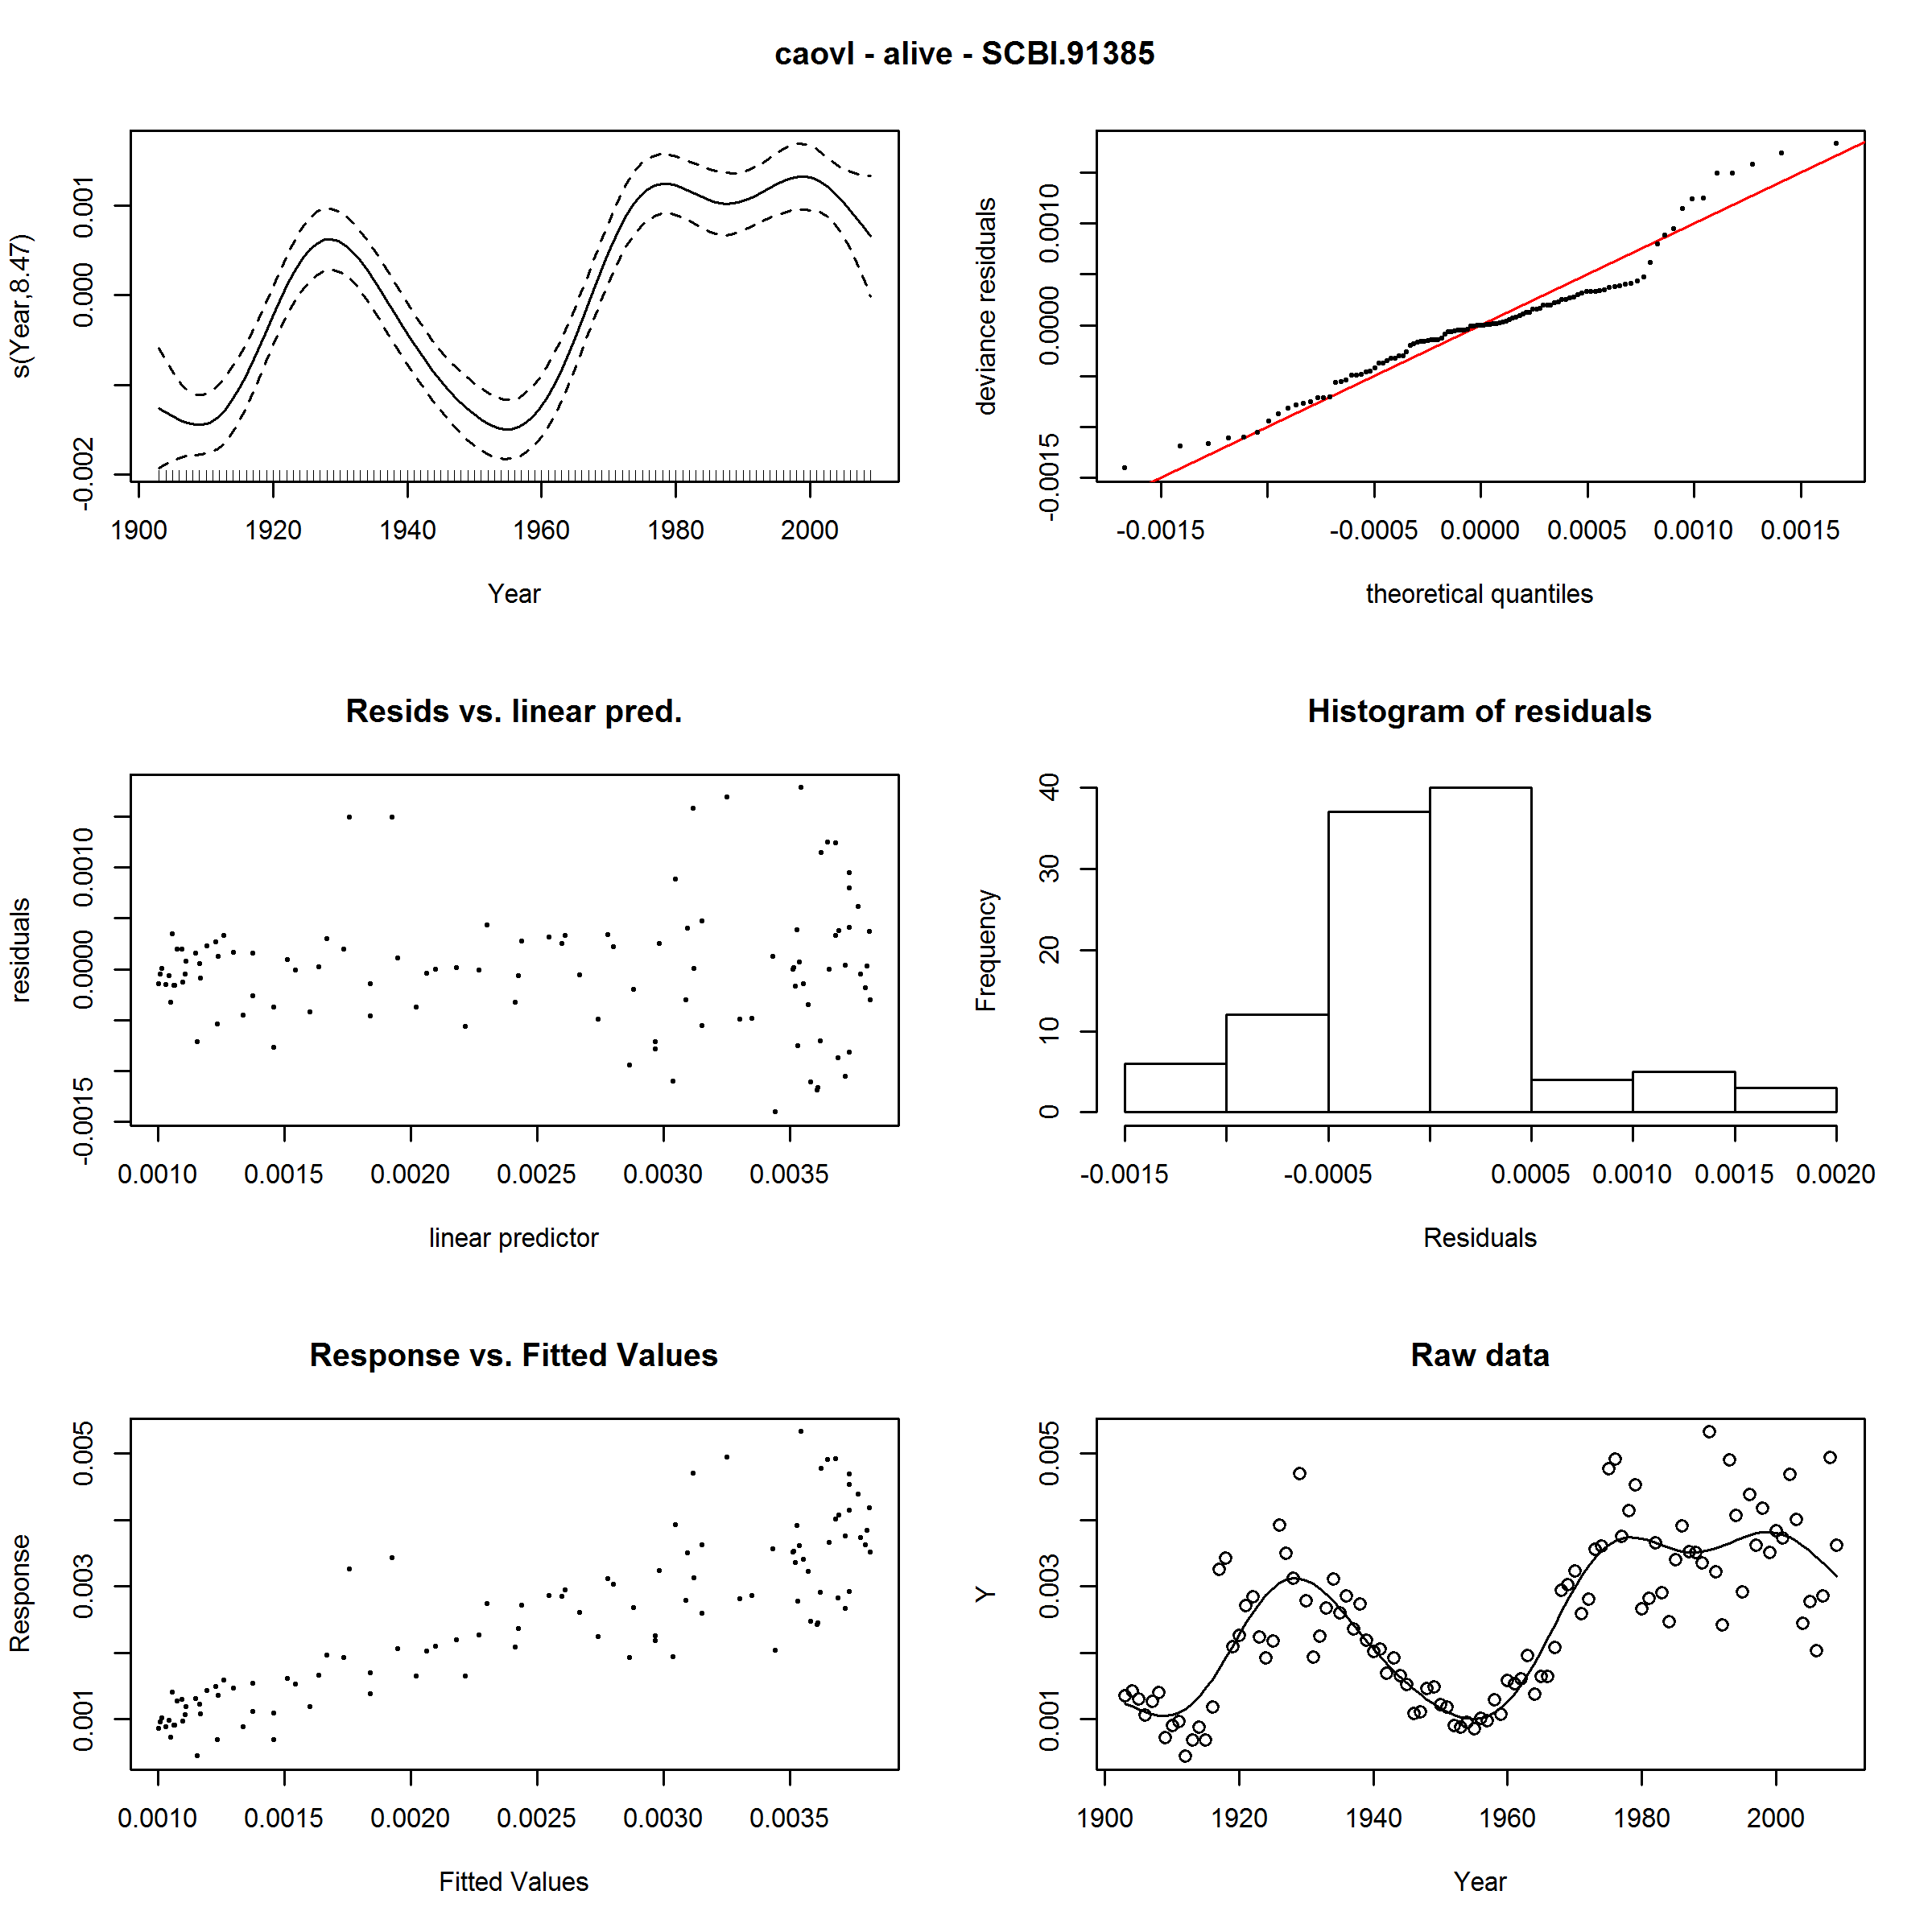 caovl - alive - SCBI.91385
s(Year,8.47)
-0.002 0.000 0.001
1900 1920 1940 1960 1980 2000
Year
deviance residuals
-0.0015 0.0000 0.0010
-0.0015 -0.0005 0.0000 0.0005 0.0010 0.0015
theoretical quantiles
Resids vs. linear pred.
residuals
-0.0015 0.0000 0.0010
0.0010 0.0015 0.0020 0.0025 0.0030 0.0035
linear predictor
Histogram of residuals
Frequency
0 10 20 30 40
-0.0015 -0.0005 0.0005 0.0010 0.0015 0.0020
Residuals
Response vs. Fitted Values
Response
0.001 0.003 0.005
0.0010 0.0015 0.0020 0.0025 0.0030 0.0035
Fitted Values
Raw data
Y
0.001 0.003 0.005
1900 1920 1940 1960 1980 2000
Year